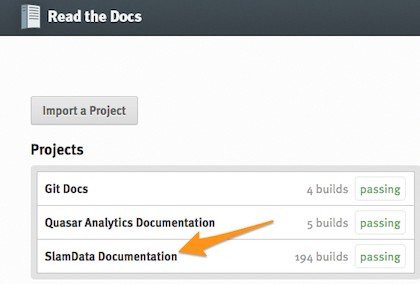 Read the Docs
Import a Project
Projects
Git Docs 4 builds passing
Quasar Analytics Documentation 5 builds passing
SlamData Documentation 194 builds passing